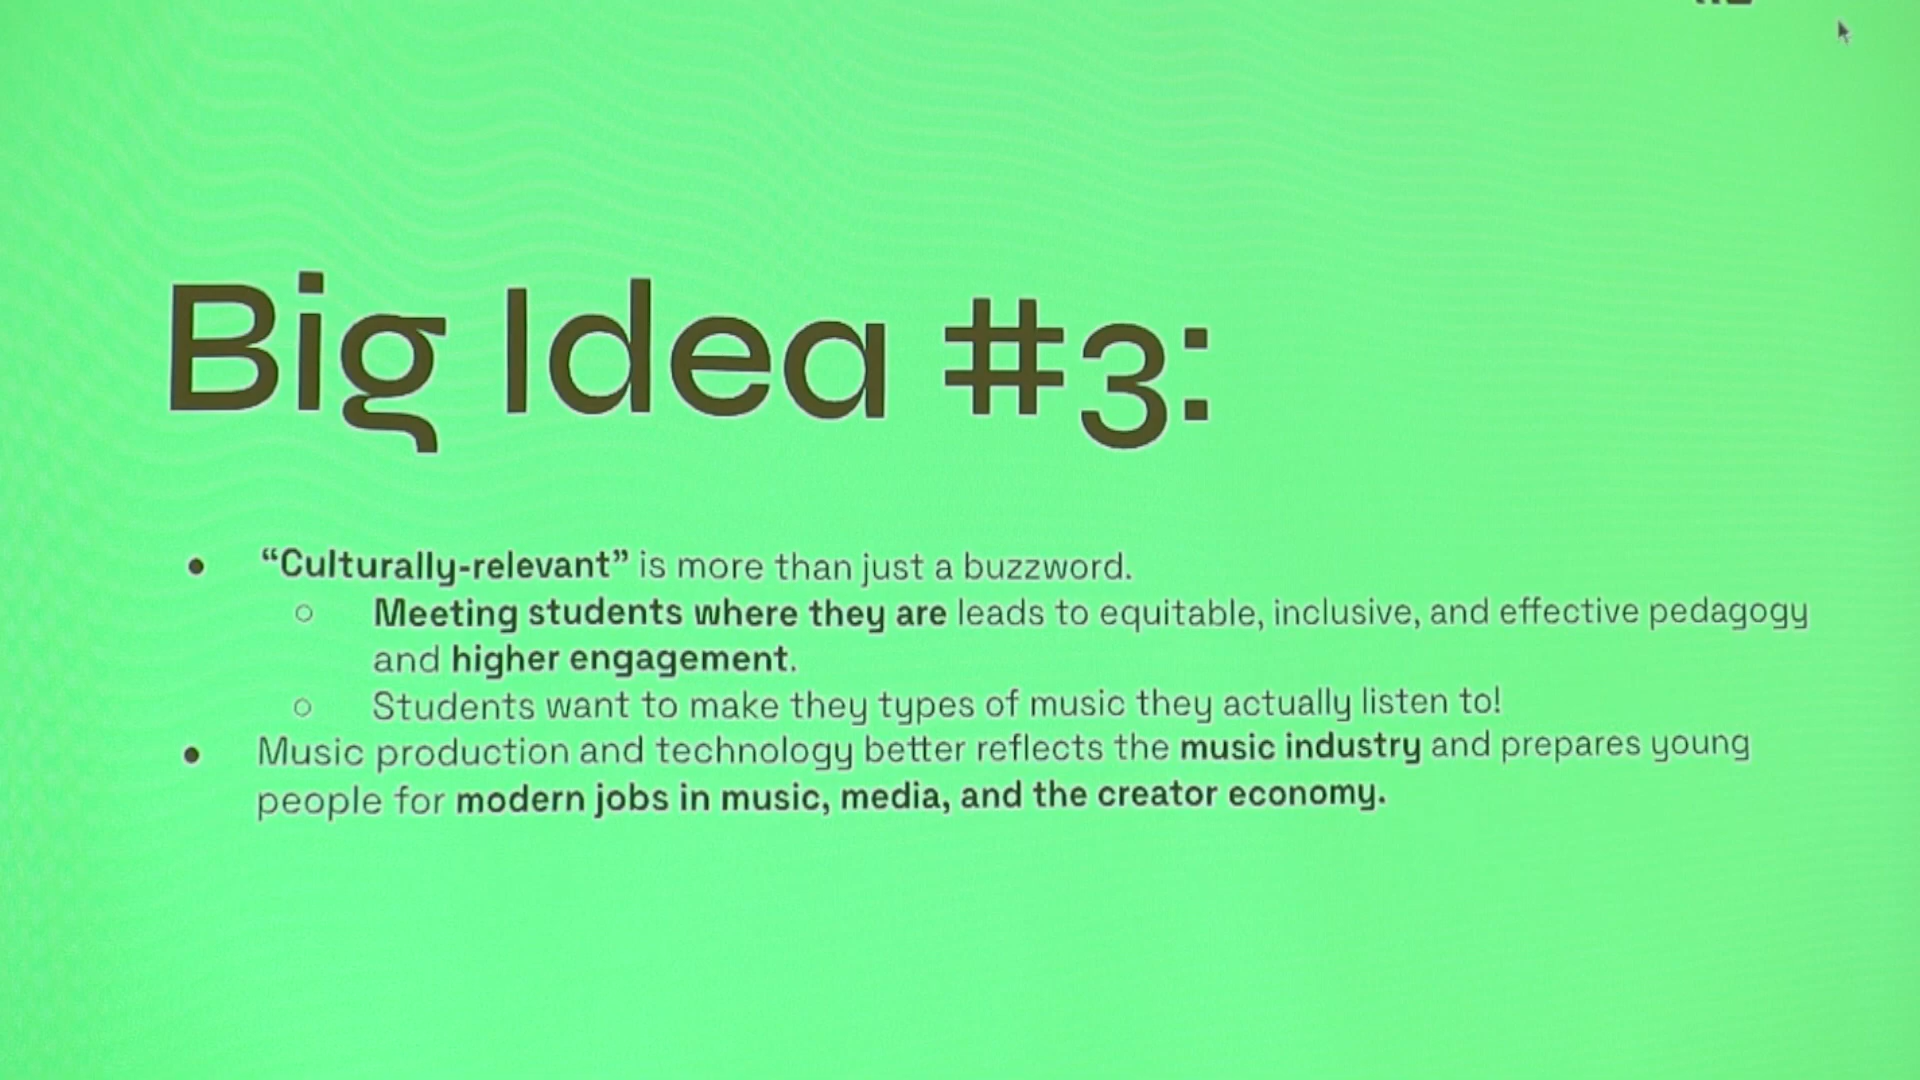 Big Idea #3:
● “Culturally-relevant” is more than just a buzzword.
○ Meeting students where they are leads to equitable, inclusive, and effective pedagogy
and higher engagement.
○ Students want to make they types of music they actually listen to!
● Music production and technology better reflects the music industry and prepares young
people for modern jobs in music, media, and the creator economy.